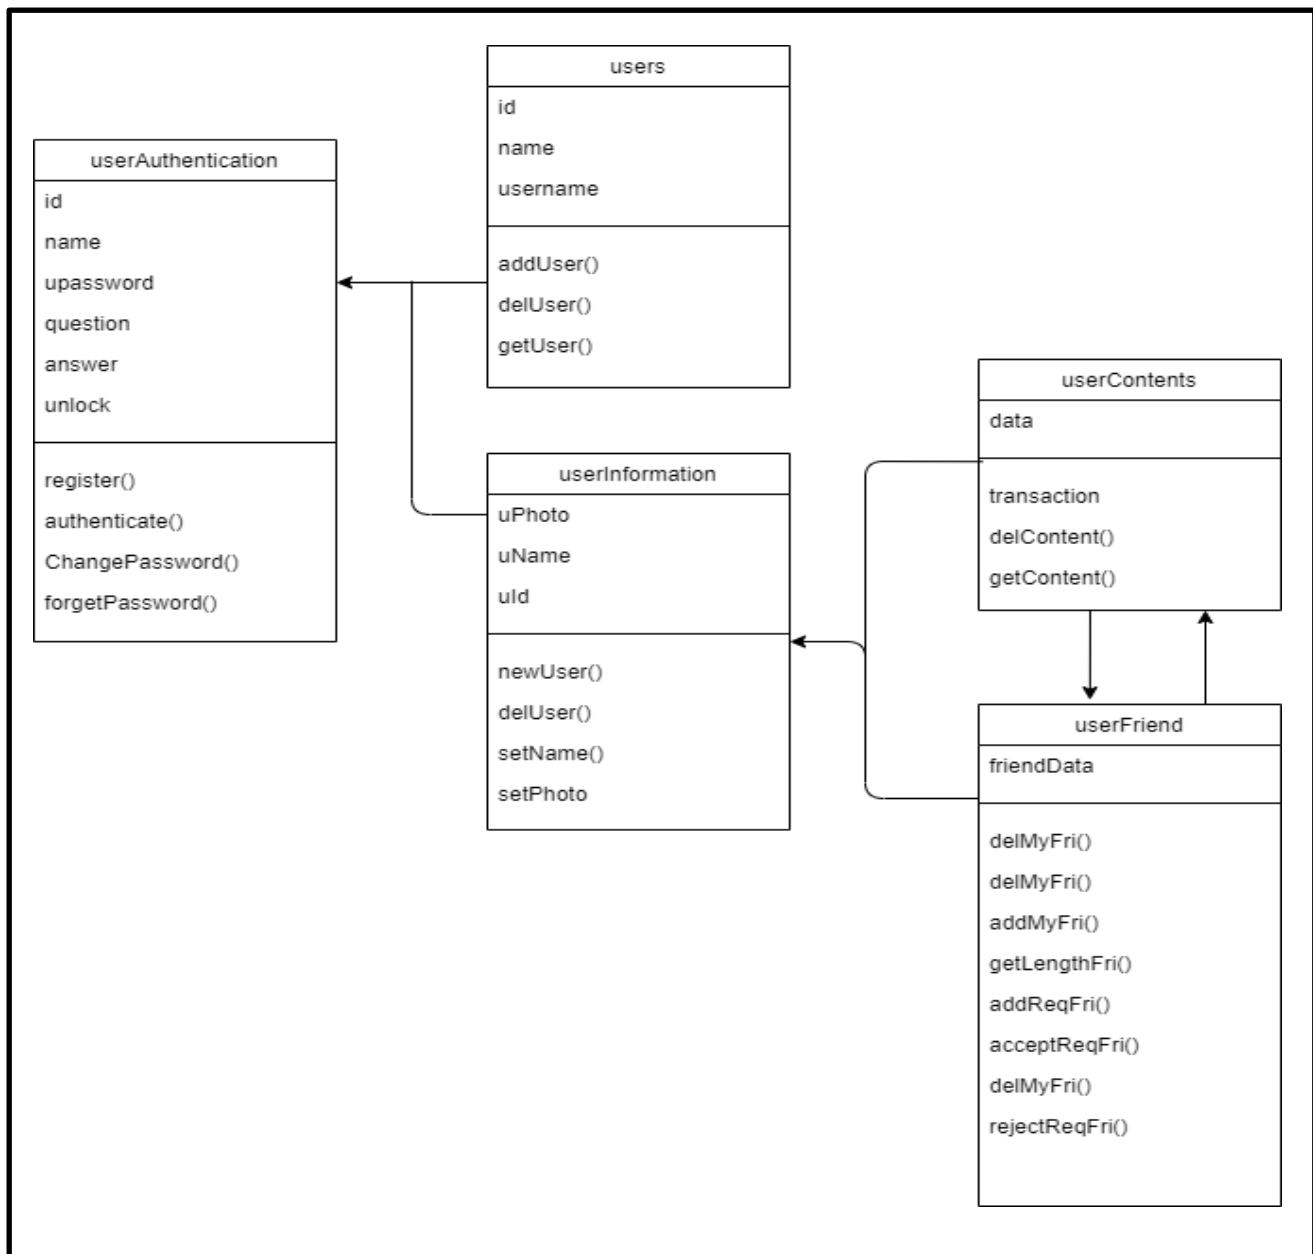 users
id
name
username
addUser()
delUser()
getUser()
userAuthentication
id
name
upassword
question
answer
unlock
register()
authenticate()
ChangePassword()
forgetPassword()
userInformation
uPhoto
uName
uId
newUser()
delUser()
setName()
setPhoto
userContents
data
transaction
delContent()
getContent()
userFriend
friendData
delMyFri()
delMyFri()
addMyFri()
getLengthFri()
addReqFri()
acceptReqFri()
delMyFri()
rejectReqFri()